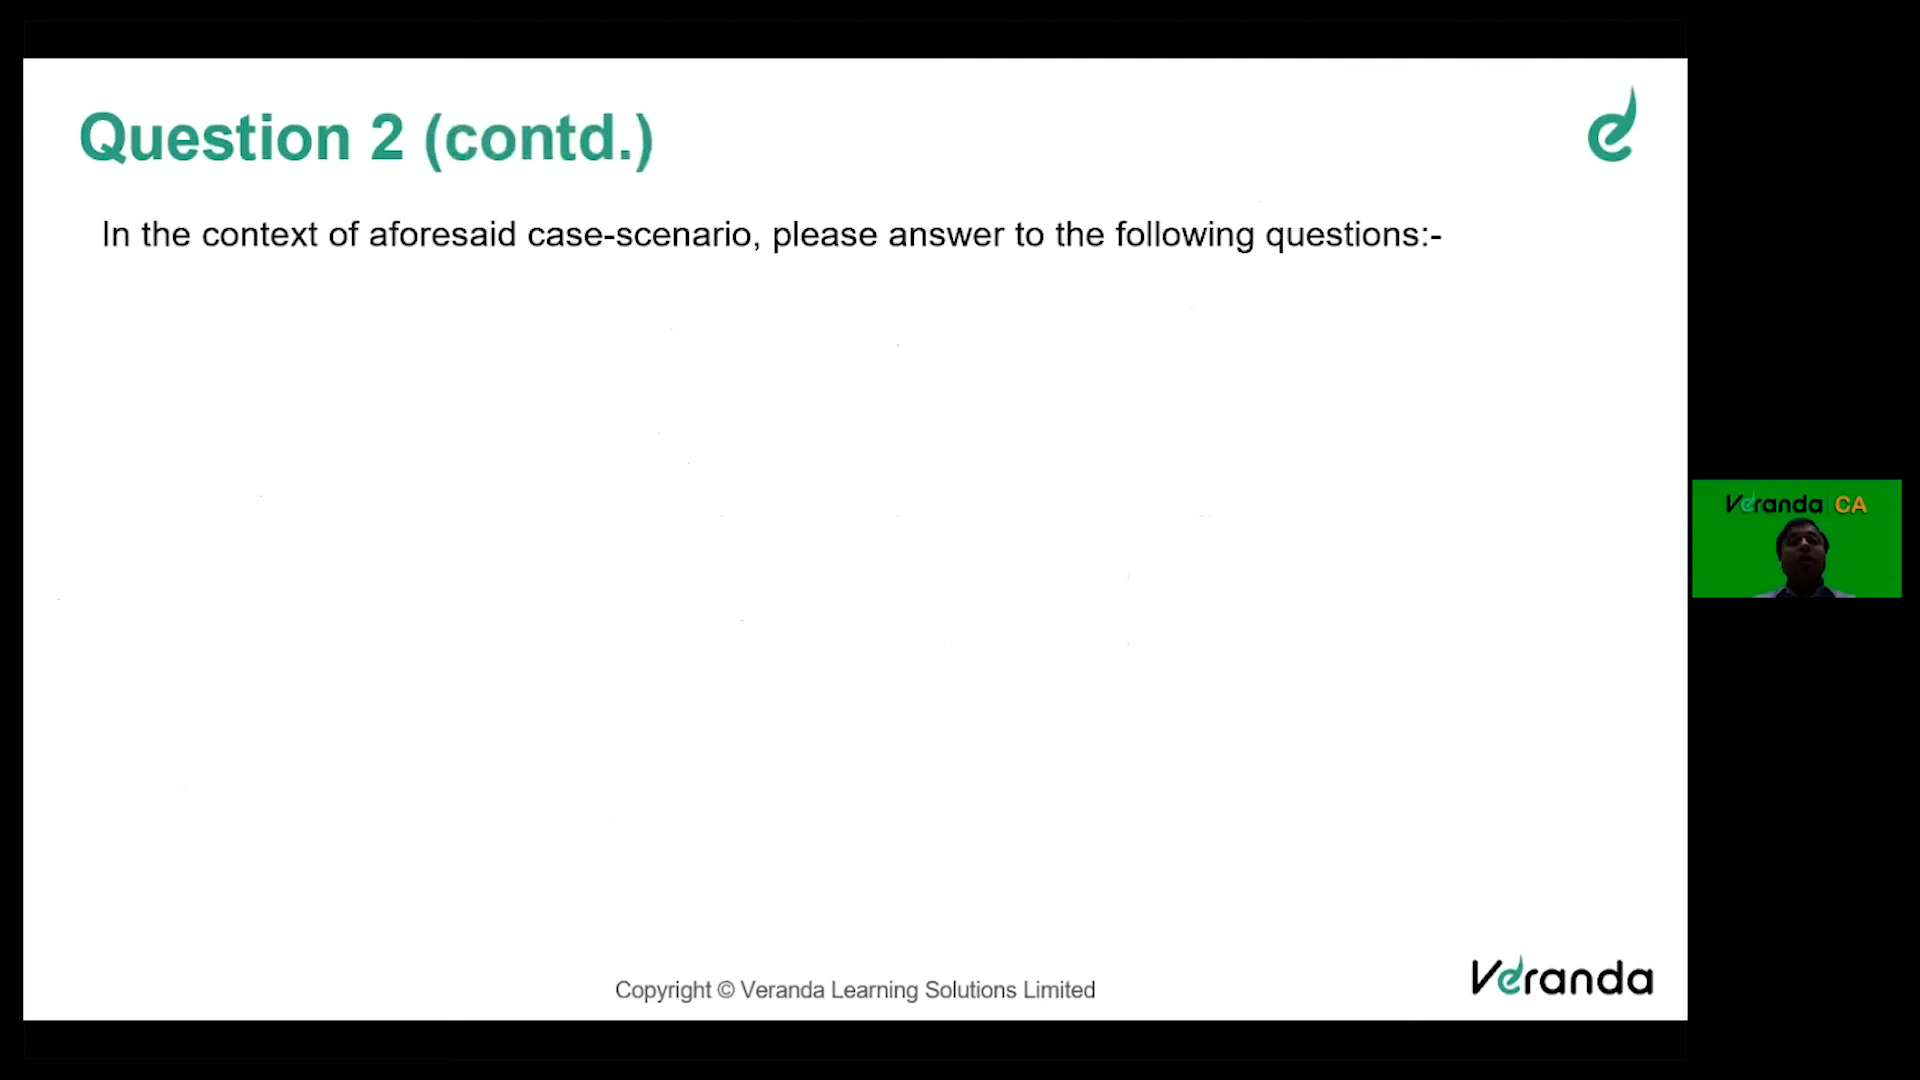 Question 2 (contd.)
In the context of aforesaid case-scenario, please answer to the following questions:-
Veranda CA
Copyright © Veranda Learning Solutions Limited
Veranda